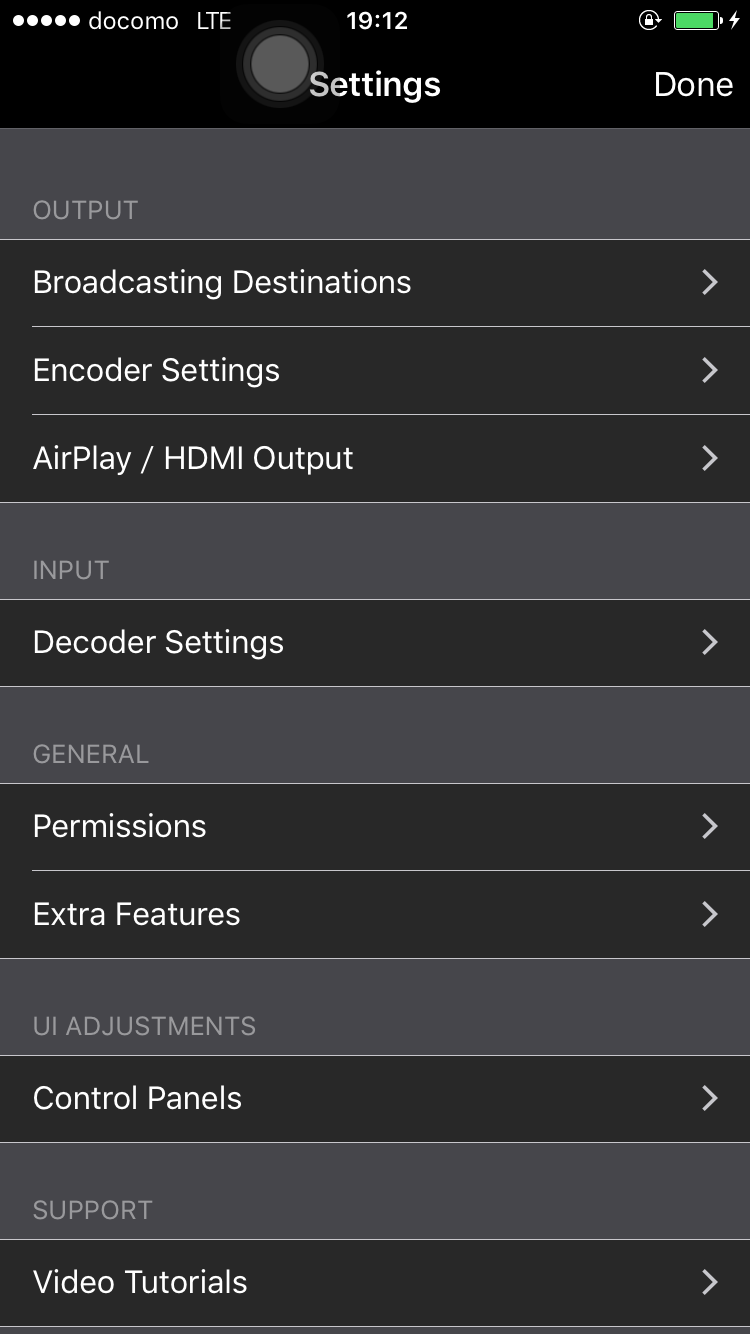 docomo LTE 19:12
Settings Done
OUTPUT
Broadcasting Destinations
Encoder Settings
AirPlay / HDMI Output
INPUT
Decoder Settings
GENERAL
Permissions
Extra Features
UI ADJUSTMENTS
Control Panels
SUPPORT
Video Tutorials